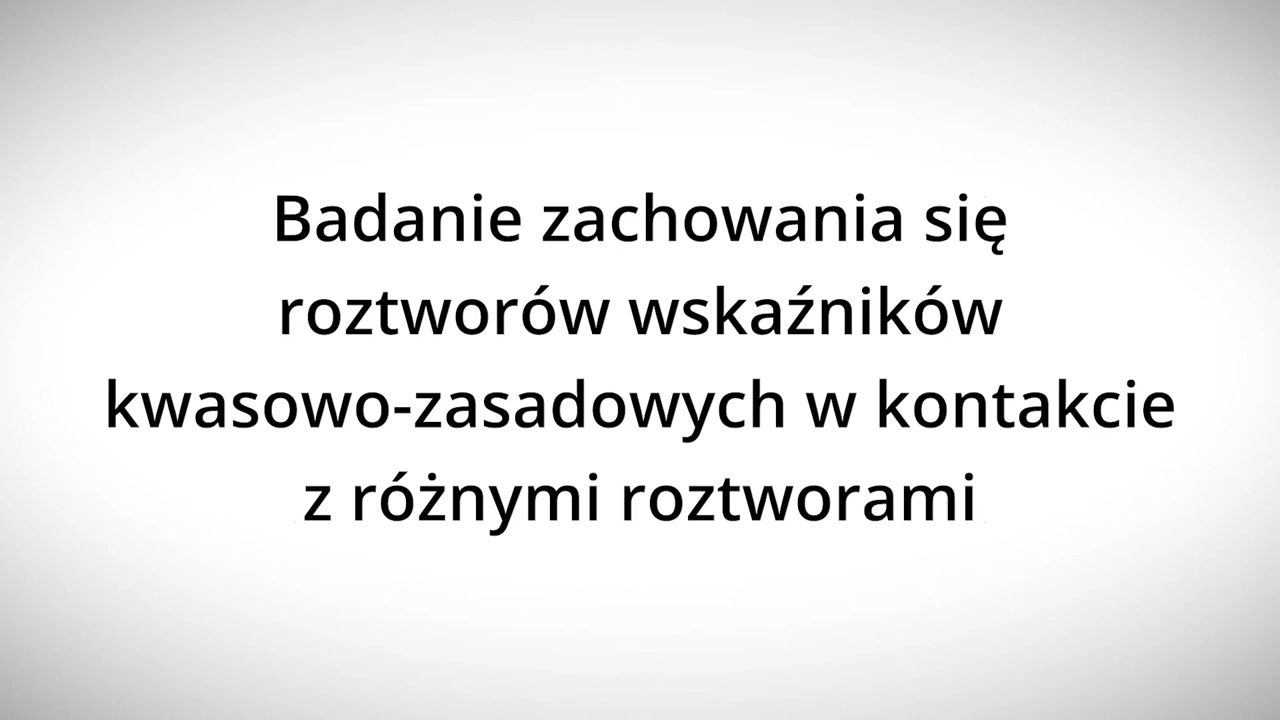 Badanie zachowania się
roztworów wskaźników
kwasowo-zasadowych w kontakcie
z różnymi roztworami